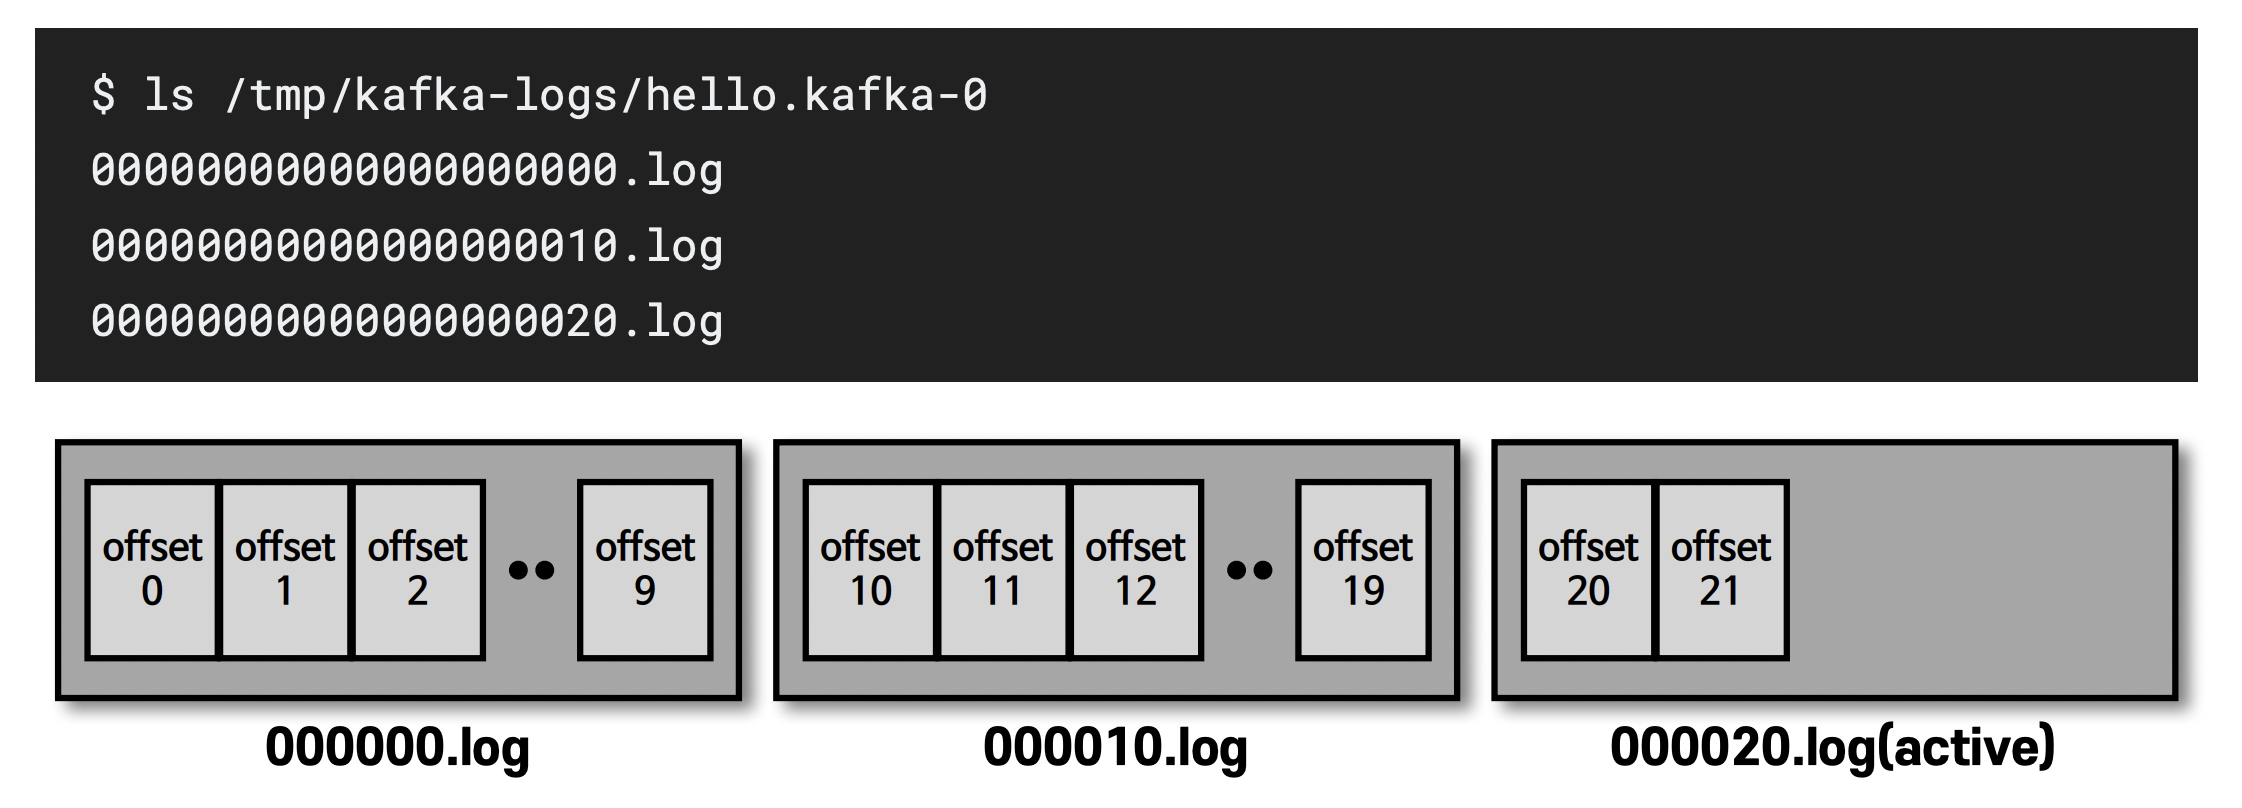 $ ls /tmp/kafka-logs/hello.kafka-0
00000000000000000000.log
00000000000000000010.log
00000000000000000020.log
offset 0
offset 1
offset 2
offset 9
offset 10
offset 11
offset 12
offset 19
offset 20
offset 21
000000.log
000010.log
000020.log(active)